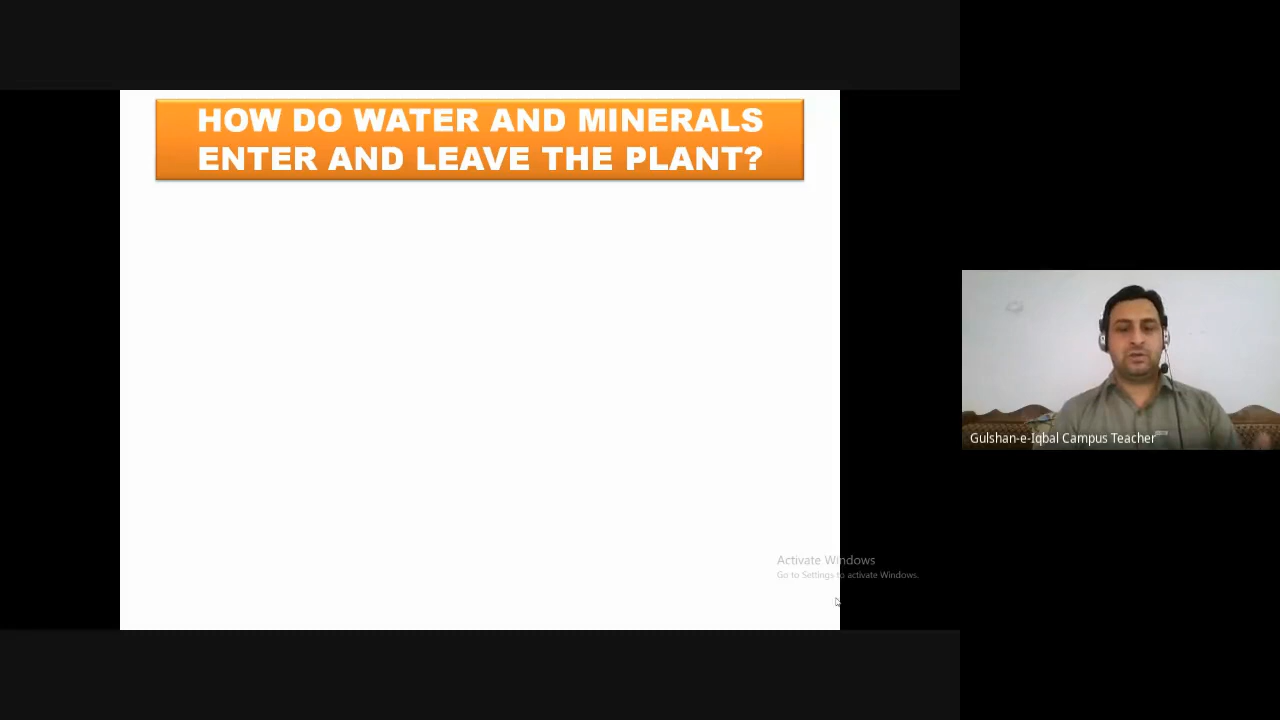 HOW DO WATER AND MINERALS
ENTER AND LEAVE THE PLANT?
Gulshan-e-Iqbal Campus Teacher
Activate Windows
Go to Settings to activate Windows.